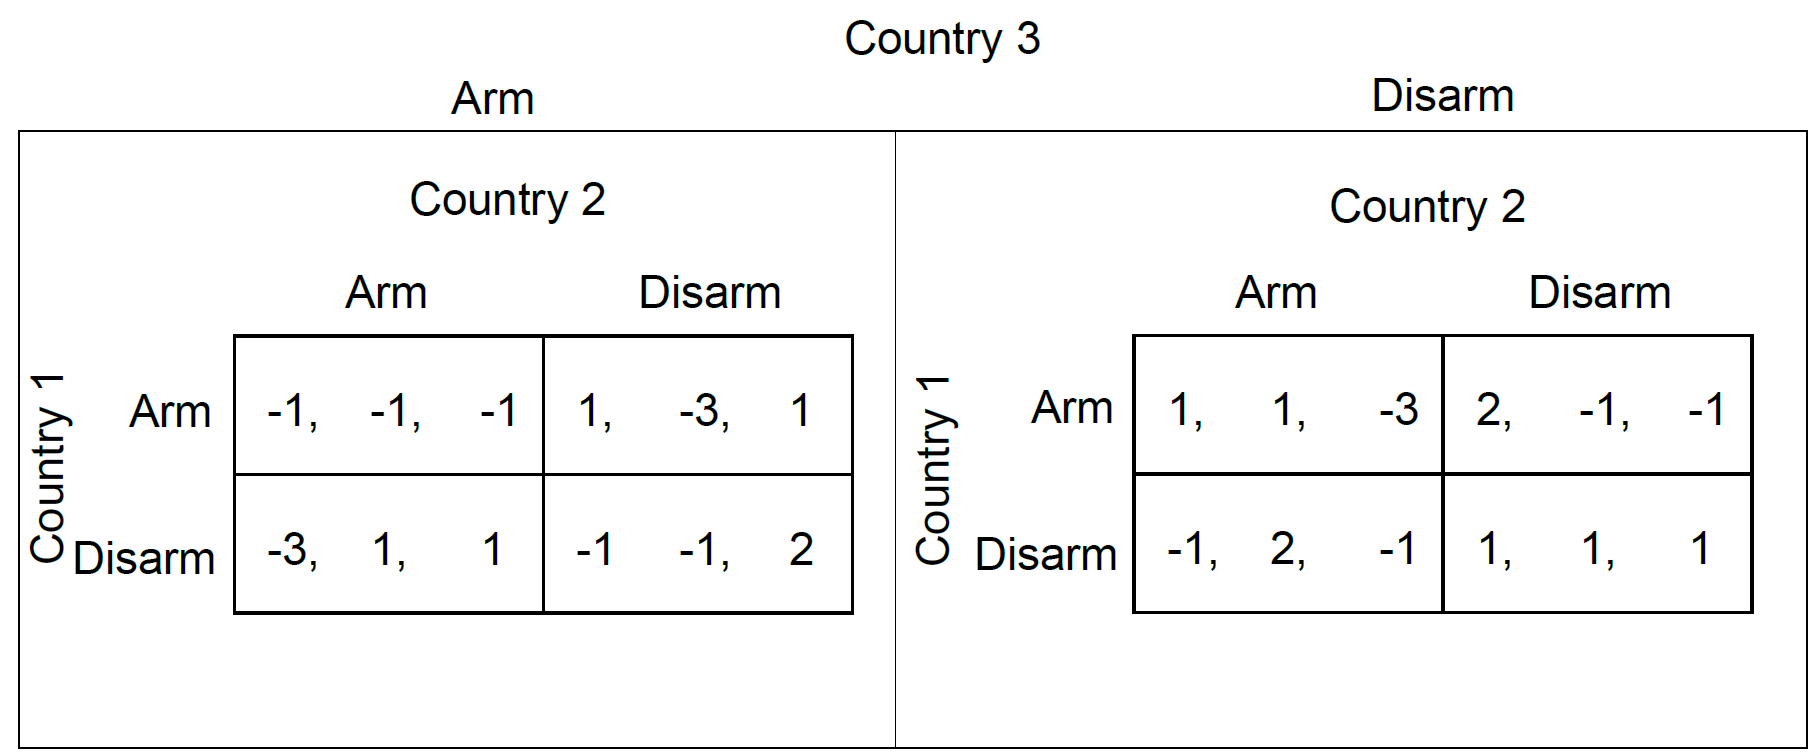 Country 3
Arm Disarm
Country 2 Country 2
Arm Disarm Arm Disarm
Country 1 Arm -1, -1, -1 1, -3, 1 Country 1 Arm 1, 1, -3 2, -1, -1
Disarm -3, 1, 1 -1 -1, 2 Disarm -1, 2, -1 1, 1, 1